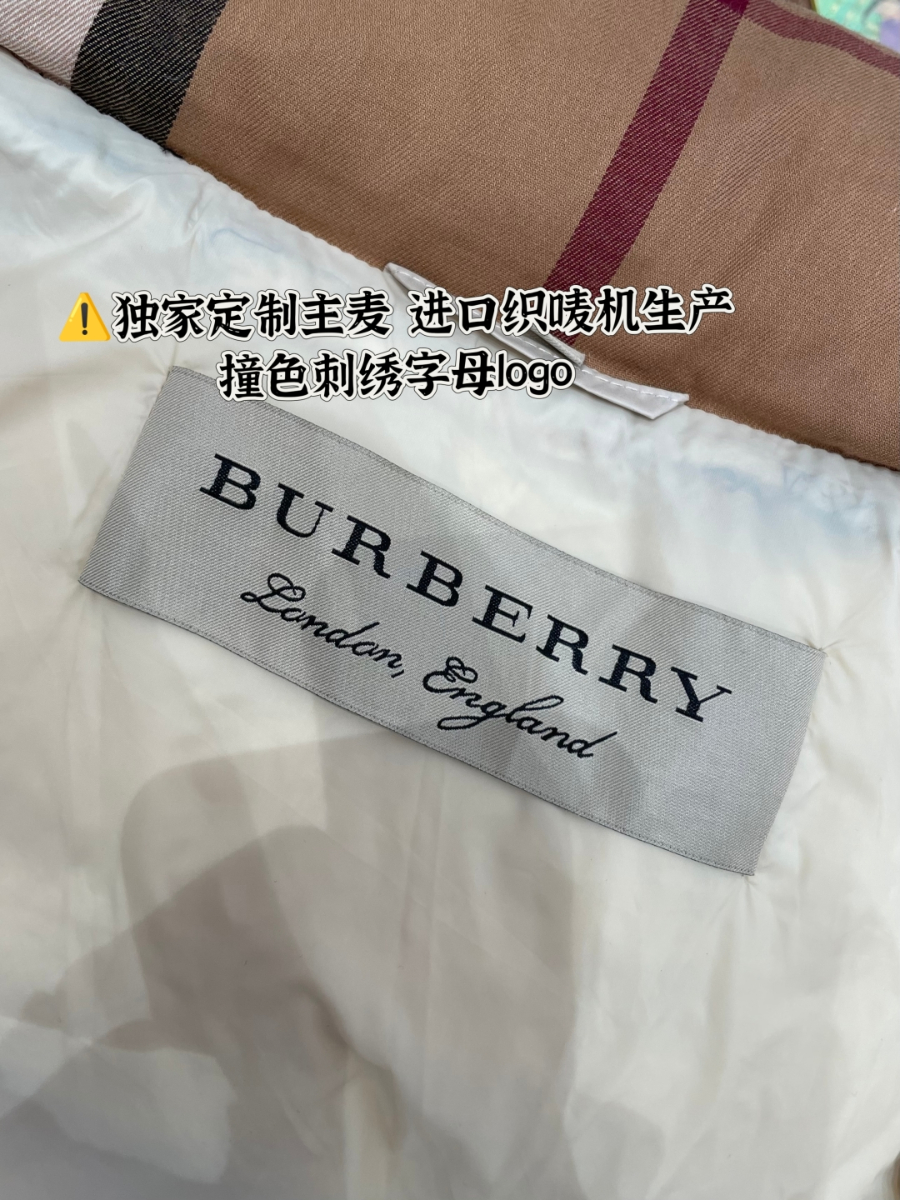 ⚠️独家定制主麦 进口织唛机生产
撞色刺绣字母logo
BURBERRY
London, England